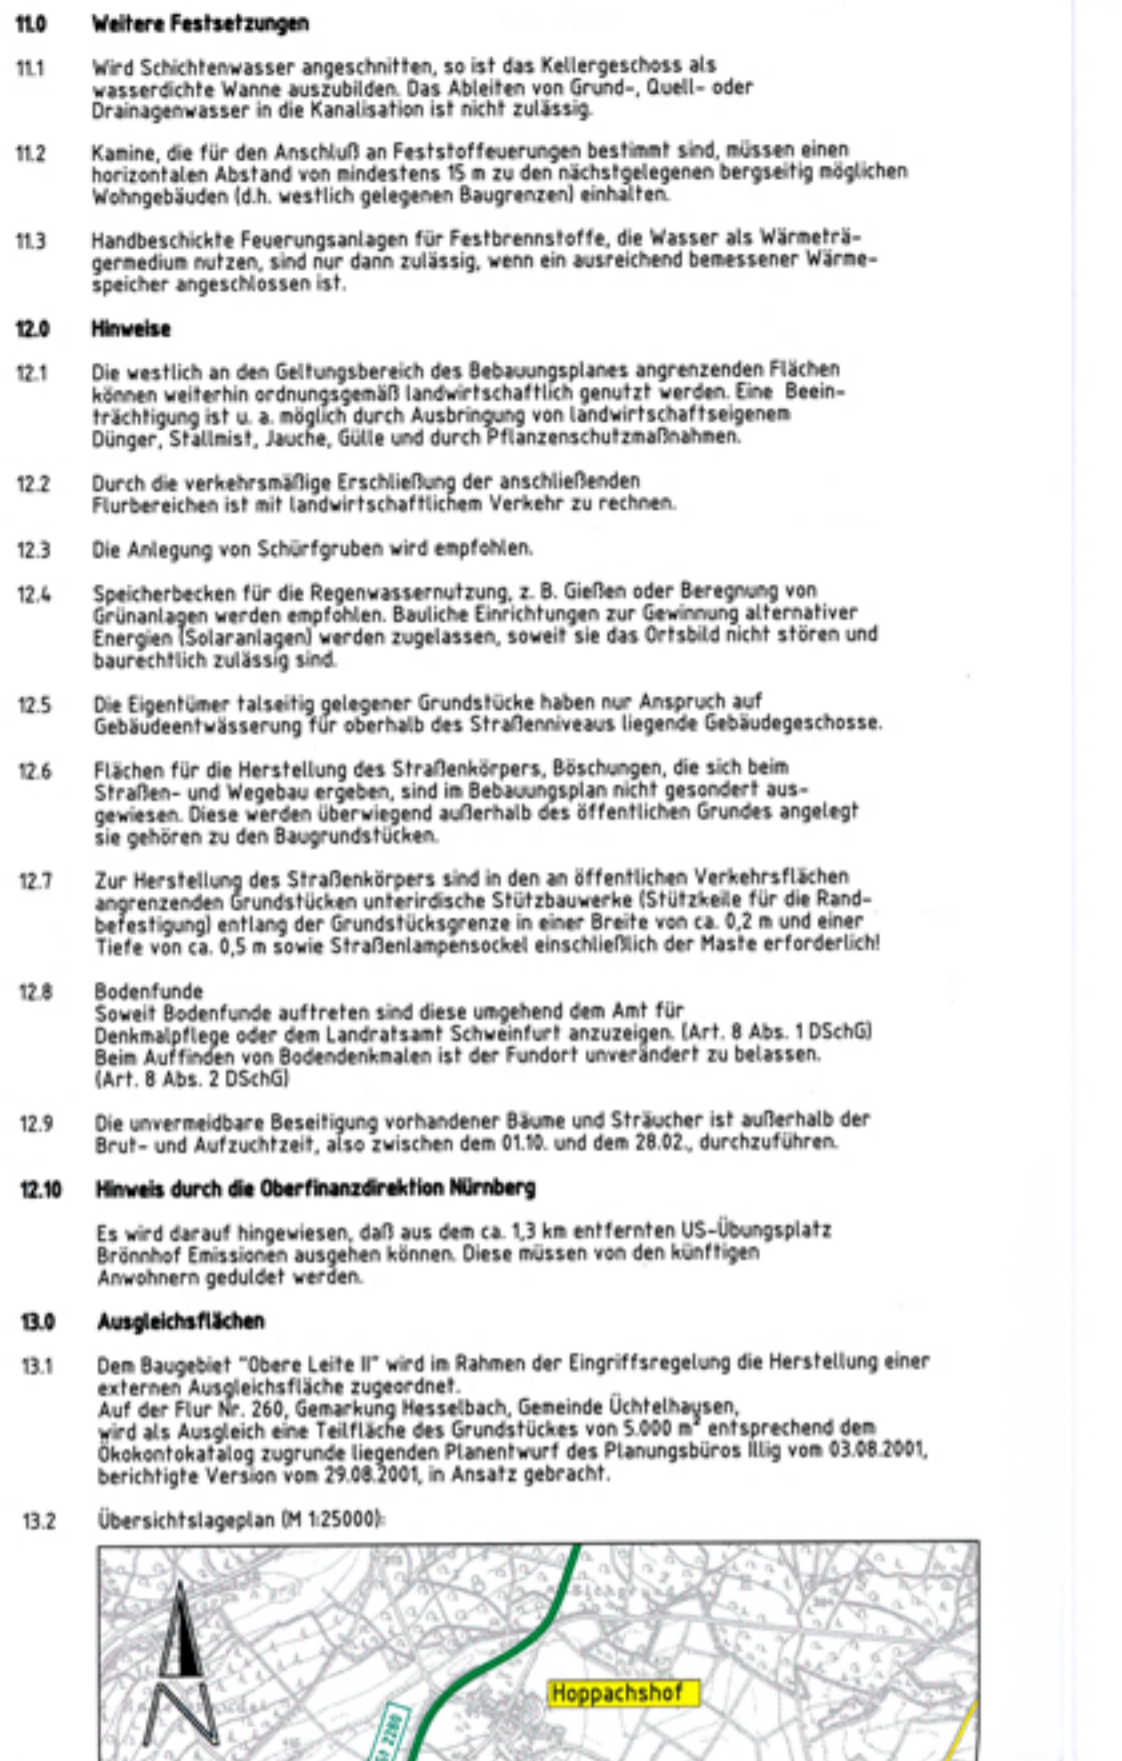 11.0 Weitere Festsetzungen
11.1 Wird Schichtenwasser angeschnitten, so ist das Kellergeschoss als
wasserdichte Wanne auszubilden. Das Ableiten von Grund-, Quell- oder
Drainagenwasser in die Kanalisation ist nicht zulässig.
11.2 Kamine, die für den Anschluß an Feststoffeuerungen bestimmt sind, müssen einen
horizontalen Abstand von mindestens 15 m zu den nächstgelegenen bergseitig möglichen
Wohngebäuden (d.h. westlich gelegenen Baugrenzen) einhalten.
11.3 Handbeschickte Feuerungsanlagen für Festbrennstoffe, die Wasser als Wärmeträ-
germedium nutzen, sind nur dann zulässig, wenn ein ausreichend bemessener Wärme-
speicher angeschlossen ist.
12.0 Hinweise
12.1 Die westlich an den Geltungsbereich des Bebauungsplanes angrenzenden Flächen
können weiterhin ordnungsgemäß landwirtschaftlich genutzt werden. Eine Beein-
trächtigung ist u. a. möglich durch Ausbringung von landwirtschaftseigenem
Dünger, Stallmist, Jauche, Gülle und durch Pflanzenschutzmaßnahmen.
12.2 Durch die verkehrsmäßige Erschließung der anschließenden
Flurbereichen ist mit landwirtschaftlichem Verkehr zu rechnen.
12.3 Die Anlegung von Schürfgruben wird empfohlen.
12.4 Speicherbecken für die Regenwassernutzung, z. B. Gießen oder Beregnung von
Grünanlagen werden empfohlen. Bauliche Einrichtungen zur Gewinnung alternativer
Energien (Solaranlagen) werden zugelassen, soweit sie das Ortsbild nicht stören und
baurechtlich zulässig sind.
12.5 Die Eigentümer talseitig gelegener Grundstücke haben nur Anspruch auf
Gebäudeentwässerung für oberhalb des Straßenniveaus liegende Gebäudegeschosse.
12.6 Flächen für die Herstellung des Straßenkörpers, Böschungen, die sich beim
Straßen- und Wegebau ergeben, sind im Bebauungsplan nicht gesondert aus-
gewiesen. Diese werden überwiegend außerhalb des öffentlichen Grundes angelegt
sie gehören zu den Baugrundstücken.
12.7 Zur Herstellung des Straßenkörpers sind in den an öffentlichen Verkehrsflächen
angrenzenden Grundstücken unterirdische Stützbauwerke (Stützkeile für die Rand-
befestigung) entlang der Grundstücksgrenze in einer Breite von ca. 0,2 m und einer
Tiefe von ca. 0,5 m sowie Straßenlampensockel einschließlich der Maste erforderlich!
12.8 Bodenfunde
Soweit Bodenfunde auftreten sind diese umgehend dem Amt für
Denkmalpflege oder dem Landratsamt Schweinfurt anzuzeigen. (Art. 8 Abs. 1 DSchG)
Beim Auffinden von Bodendenkmalen ist der Fundort unverändert zu belassen.
(Art. 8 Abs. 2 DSchG)
12.9 Die unvermeidbare Beseitigung vorhandener Bäume und Sträucher ist außerhalb der
Brut- und Aufzuchtzeit, also zwischen dem 01.10. und dem 28.02., durchzuführen.
12.10 Hinweis durch die Oberfinanzdirektion Nürnberg
Es wird darauf hingewiesen, daß aus dem ca. 1,3 km entfernten US-Übungsplatz
Brönnhof Emissionen ausgehen können. Diese müssen von den künftigen
Anwohnern geduldet werden.
13.0 Ausgleichsflächen
13.1 Dem Baugebiet "Obere Leite II" wird im Rahmen der Eingriffsregelung die Herstellung einer
externen Ausgleichsfläche zugeordnet.
Auf der Flur Nr. 260, Gemarkung Hesselbach, Gemeinde Üchtelhausen,
wird als Ausgleich eine Teilfläche des Grundstückes von 5.000 m² entsprechend dem
Ökokontokatalog zugrunde liegenden Planentwurf des Planungsbüros Illig vom 03.08.2001,
berichtigte Version vom 29.08.2001, in Ansatz gebracht.
13.2 Übersichtslageplan (M 1:25000):
N
Hoppachshof
St 2280